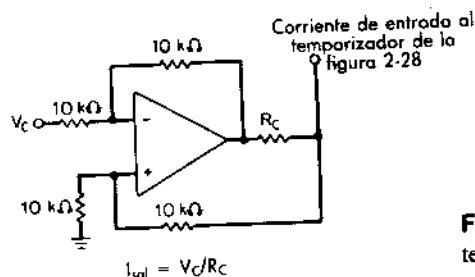 Corriente de entrada al
temporizador de la
figura 2-28
10 kΩ
10 kΩ
V_C
R_C
-
+
10 kΩ
10 kΩ
I_sal = V_C/R_C
F
te